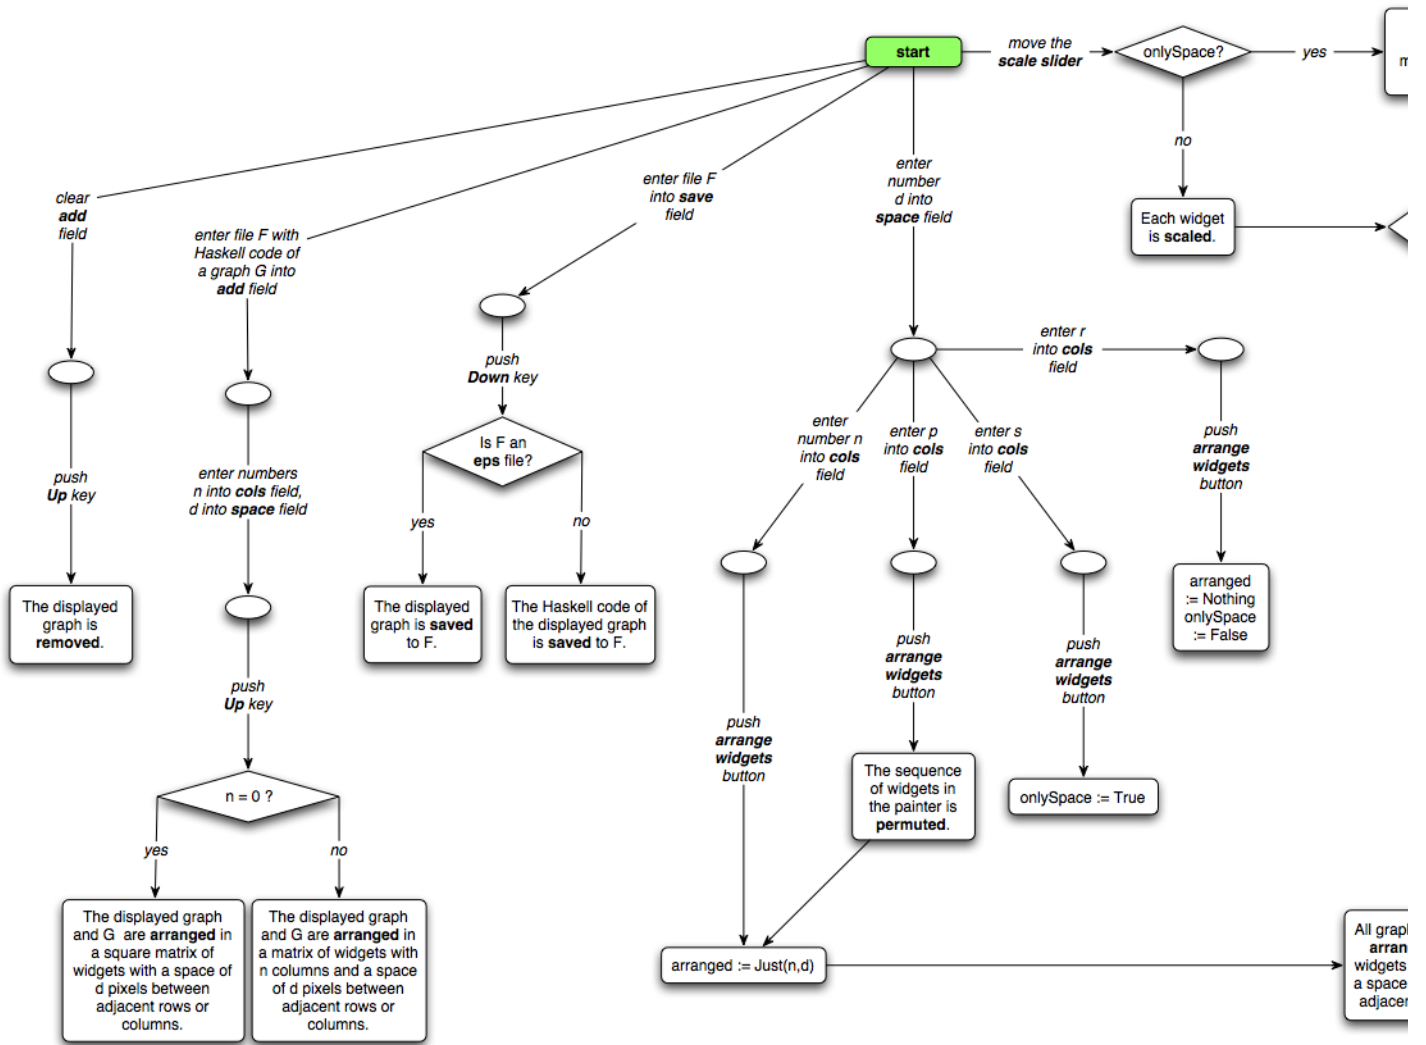 start
move the
scale slider
onlySpace?
yes
m
no
Each widget
is scaled.
clear
add
field
enter file F with
Haskell code of
a graph G into
add field
enter file F
into save
field
enter
number
d into
space field
enter r
into cols
field
push
Down key
Is F an
eps file?
enter
number n
into cols
field
enter p
into cols
field
enter s
into cols
field
push
arrange
widgets
button
push
Up key
enter numbers
n into cols field,
d into space field
yes
no
The displayed
graph is
removed.
The displayed
graph is saved
to F.
The Haskell code of
the displayed graph
is saved to F.
arranged
:= Nothing
onlySpace
:= False
push
Up key
push
arrange
widgets
button
push
arrange
widgets
button
push
arrange
widgets
button
n = 0 ?
The sequence
of widgets in
the painter is
permuted.
onlySpace := True
yes
no
The displayed graph
and G are arranged in
a square matrix of
widgets with a space of
d pixels between
adjacent rows or
columns.
The displayed graph
and G are arranged in
a matrix of widgets with
n columns and a space
of d pixels between
adjacent rows or
columns.
arranged := Just(n,d)
All grap
arran
widgets
a space
adjacen